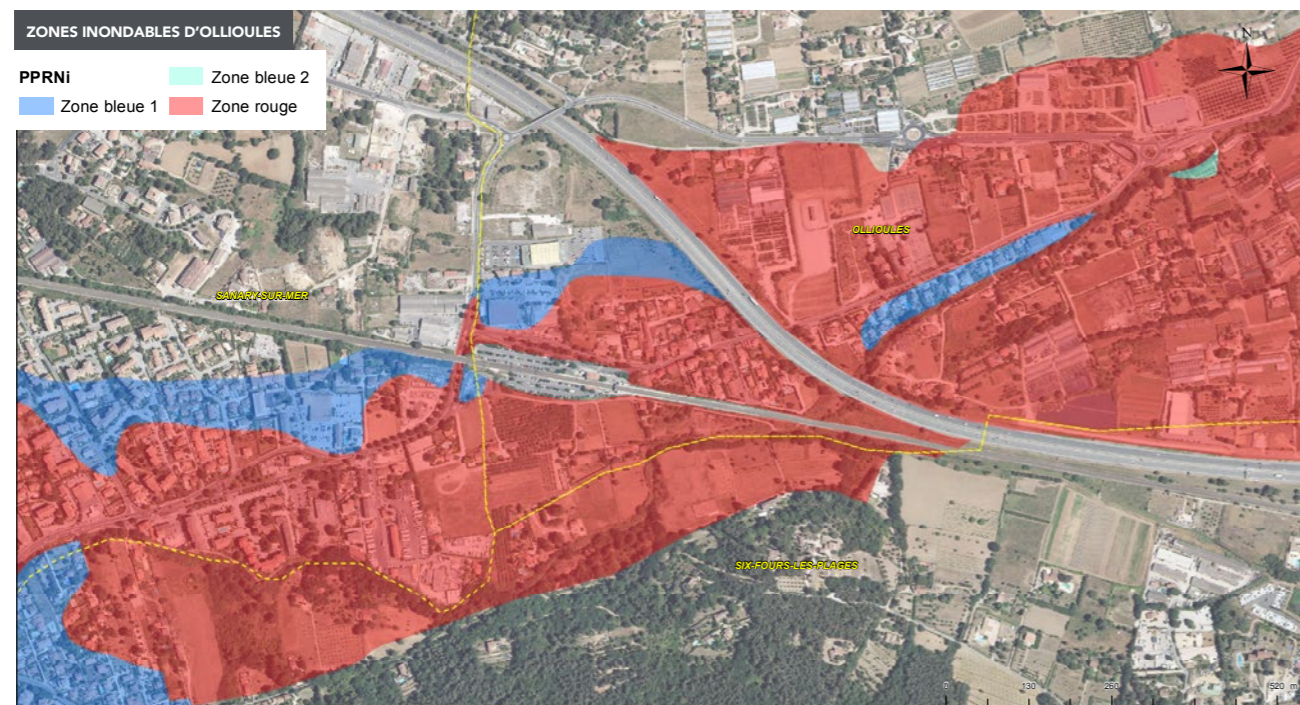 ZONES INONDABLES D'OLLIOULES
PPRNi
Zone bleue 2
Zone bleue 1
Zone rouge
N
OLLIOULES
SANARY-SUR-MER
SIX-FOURS-LES-PLAGES
0 130 260 520 m